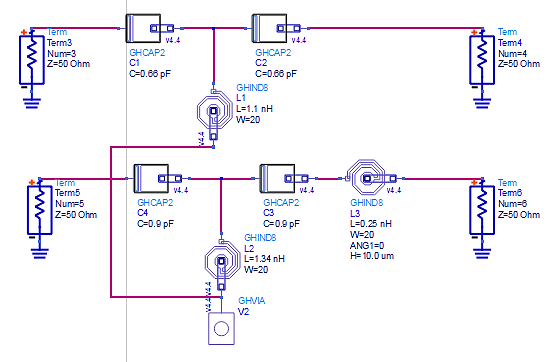 Term
Term3
Num=3
Z=50 Ohm
v4.4
GHCAP2
C1
C=0.66 pF
v4.4
GHCAP2
C2
C=0.66 pF
Term
Term4
Num=4
Z=50 Ohm
GHIND8
L1
L=1.1 nH
W=20
v4.4
Term
Term5
Num=5
Z=50 Ohm
v4.4
GHCAP2
C4
C=0.9 pF
v4.4
GHCAP2
C3
C=0.9 pF
v4.4
GHIND8
L3
L=0.25 nH
W=20
ANG1=0
H=10.0 um
Term
Term6
Num=6
Z=50 Ohm
GHIND8
L2
L=1.34 nH
W=20
v4.4
v4.4
GHVIA
V2